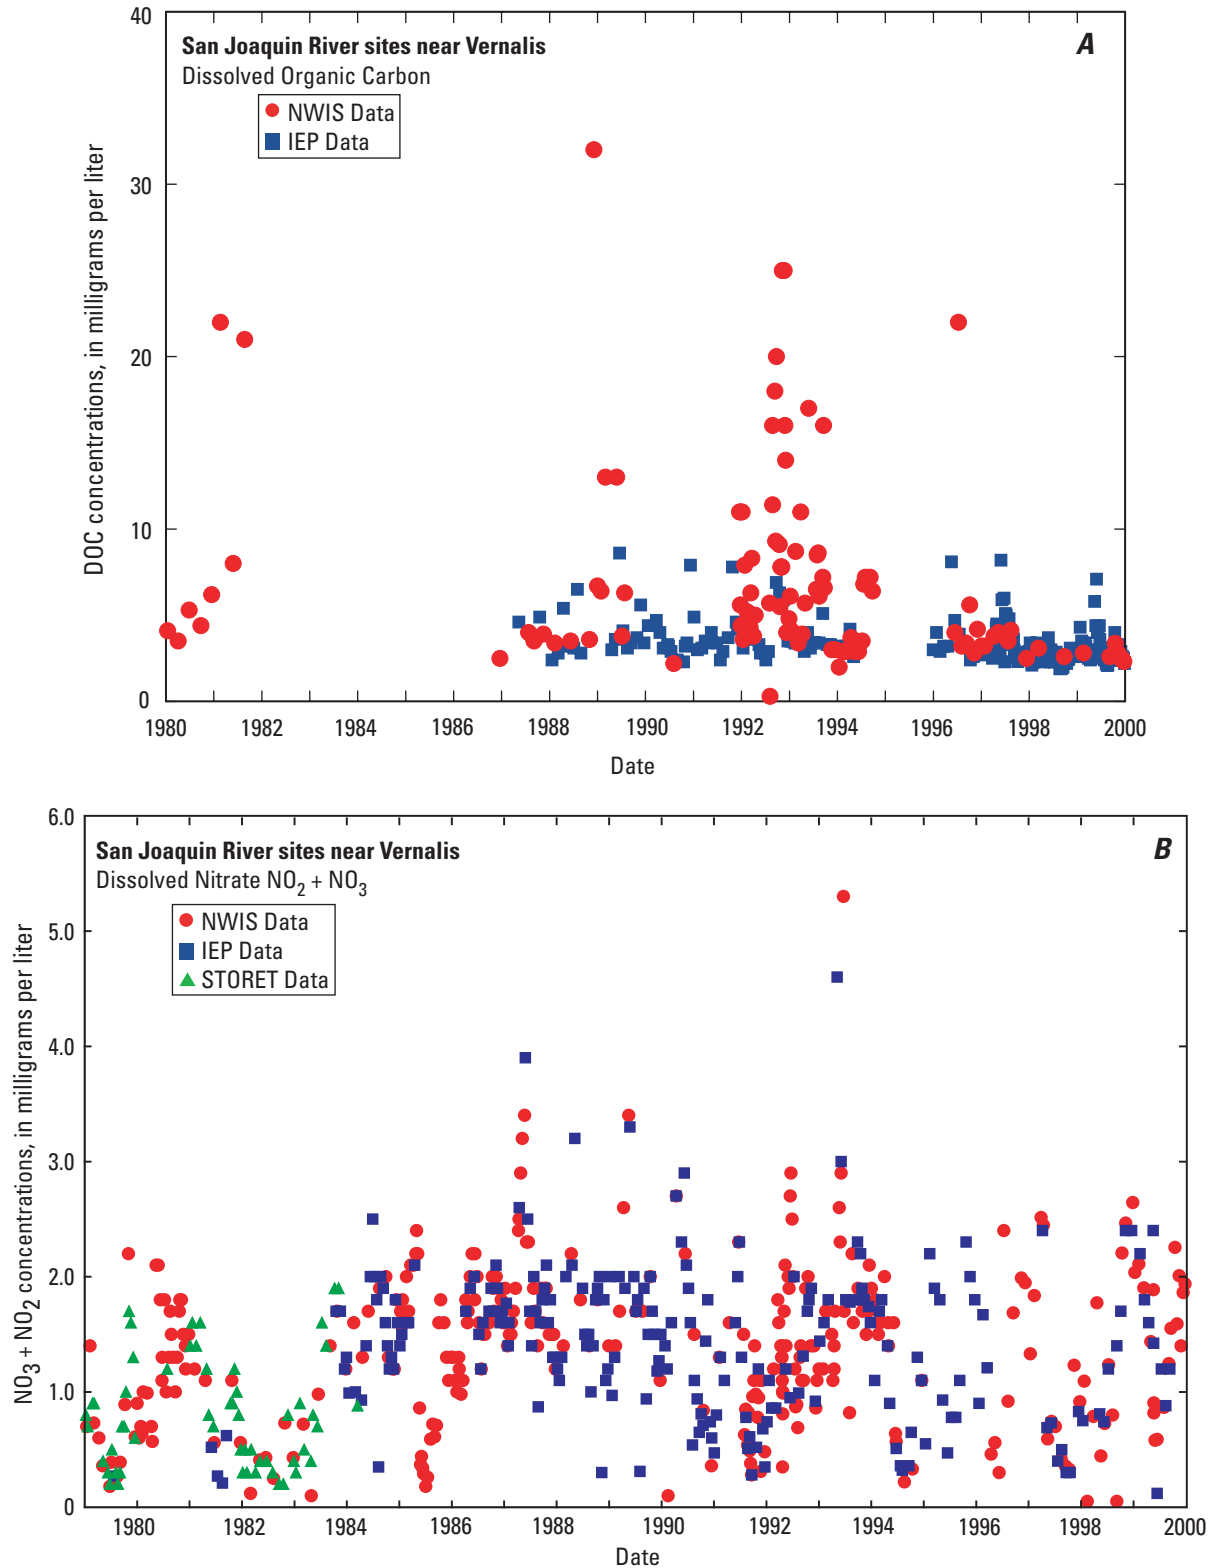 San Joaquin River sites near Vernalis
A
Dissolved Organic Carbon
NWIS Data
IEP Data
DOC concentrations, in milligrams per liter
40
30
20
10
0
1980 1982 1984 1986 1988 1990 1992 1994 1996 1998 2000
Date
San Joaquin River sites near Vernalis
B
Dissolved Nitrate NO2 + NO3
NWIS Data
IEP Data
STORET Data
NO3 + NO2 concentrations, in milligrams per liter
6.0
5.0
4.0
3.0
2.0
1.0
0
1980 1982 1984 1986 1988 1990 1992 1994 1996 1998 2000
Date